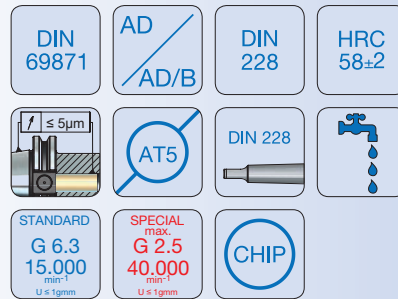 DIN
69871
AD
AD/B
DIN
228
HRC
58±2
≤ 5µm
AT5
DIN 228
STANDARD
G 6.3
15.000
min⁻¹
U ≤ 1gmm
SPECIAL
max.
G 2.5
40.000
min⁻¹
U ≤ 1gmm
CHIP